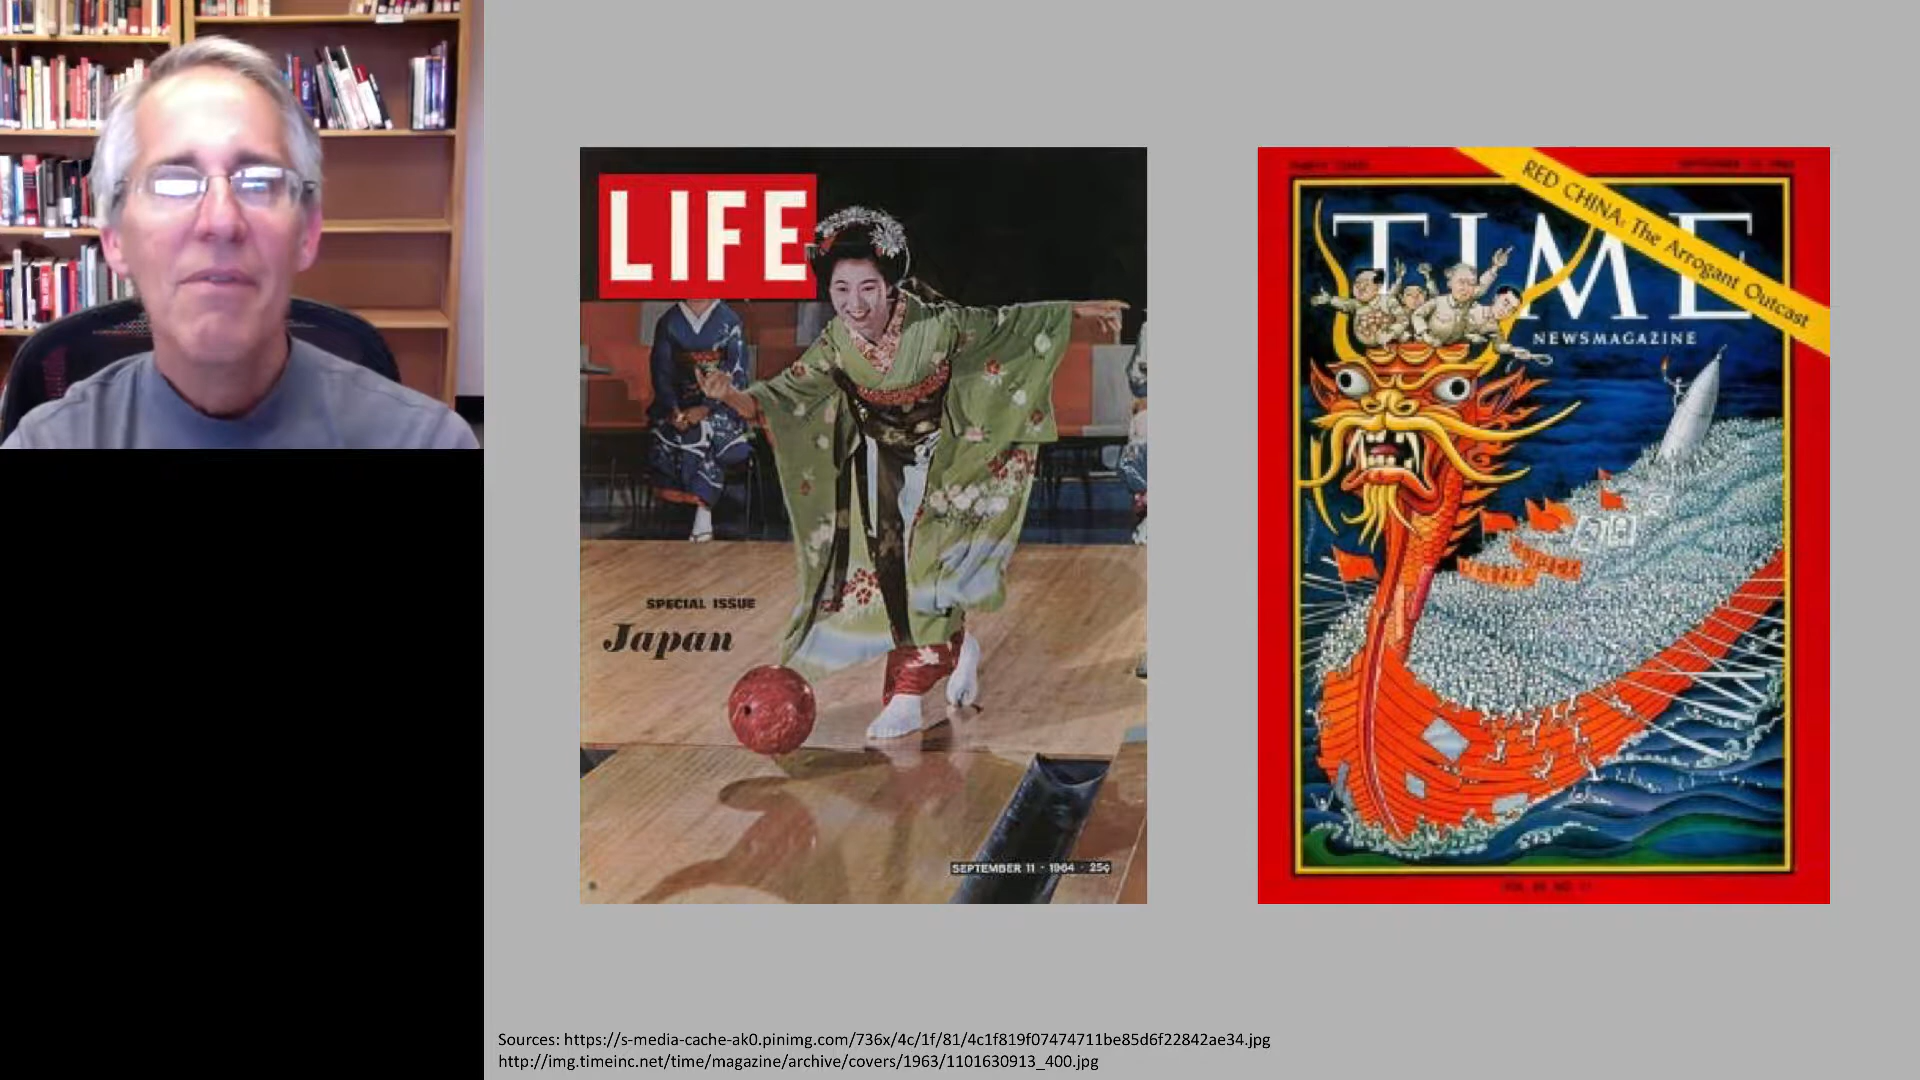 LIFE
SPECIAL ISSUE
Japan
SEPTEMBER 11 · 1964 · 25¢
RED CHINA: The Arrogant Outcast
TIME
NEWSMAGAZINE
Sources: https://s-media-cache-ak0.pinimg.com/736x/4c/1f/81/4c1f819f07474711be85d6f22842ae34.jpg
http://img.timeinc.net/time/magazine/archive/covers/1963/1101630913_400.jpg